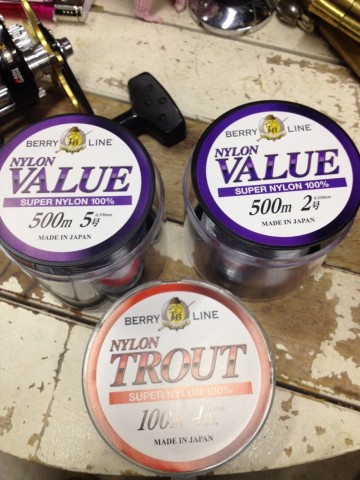 BERRY LINE
NYLON
VALUE
SUPER NYLON 100%
500m 5号
MADE IN JAPAN
BERRY LINE
NYLON
VALUE
SUPER NYLON 100%
500m 2号
MADE IN JAPAN
BERRY LINE
NYLON
TROUT
SUPER NYLON 100%
100m
MADE IN JAPAN